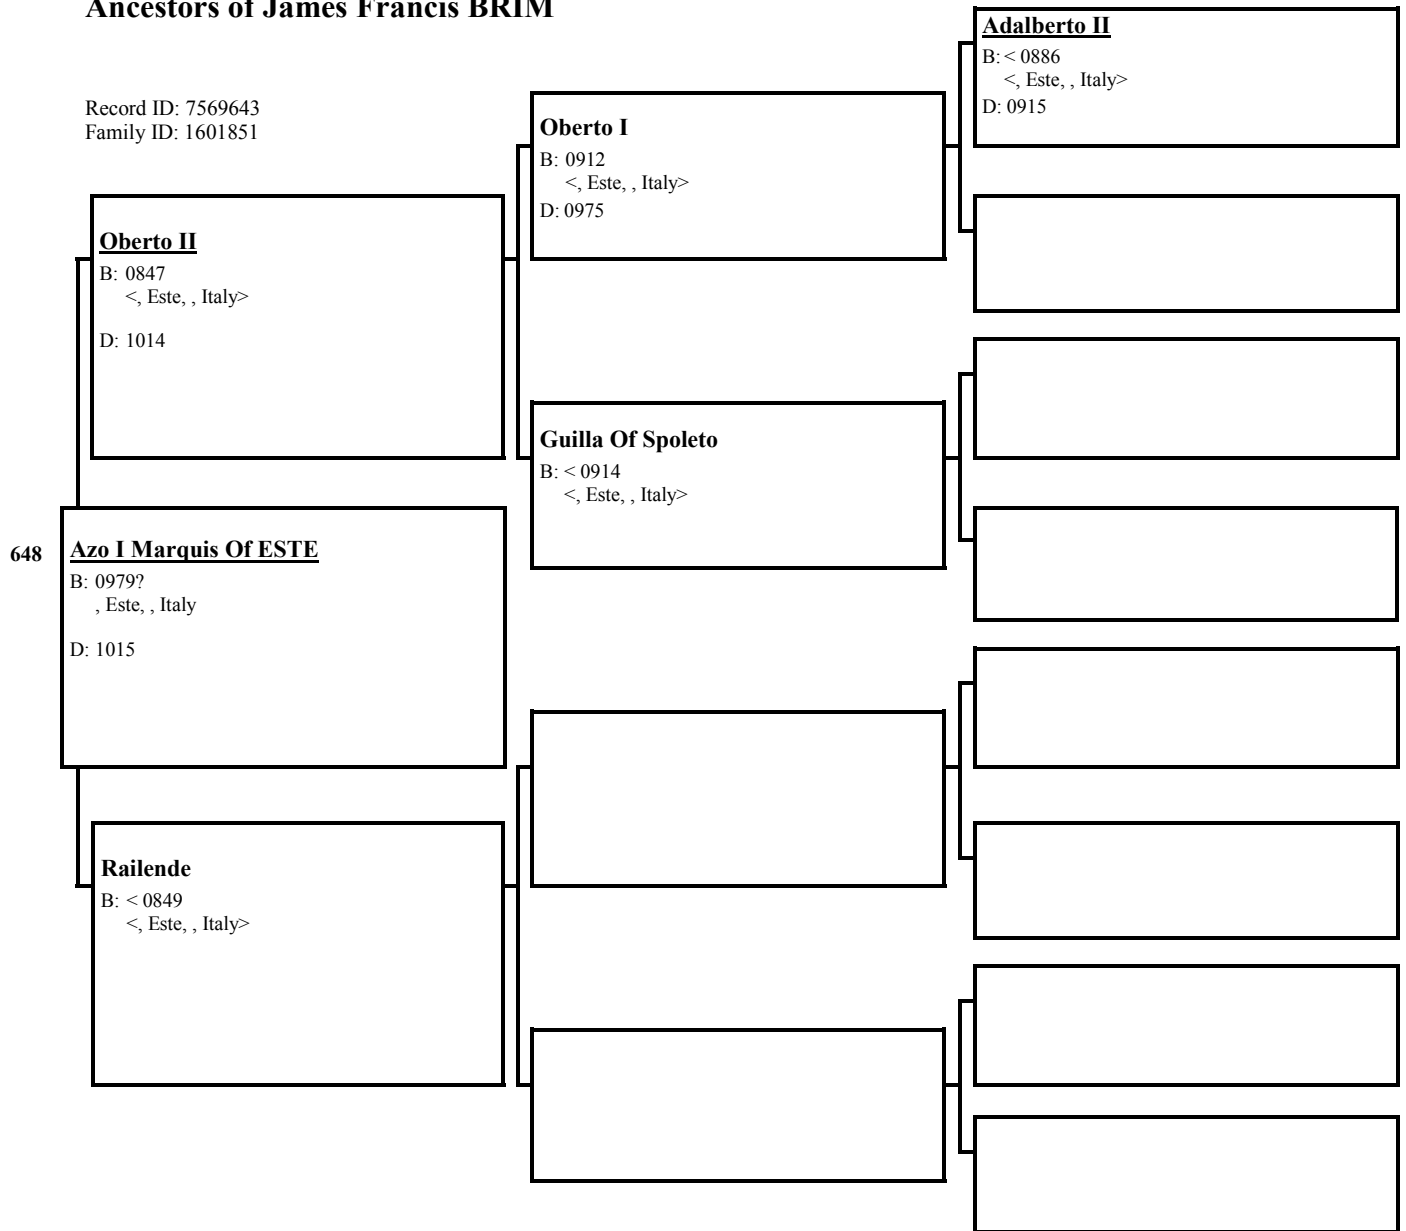 Ancestors of James Francis BRIM
Record ID: 7569643
Family ID: 1601851
Adalberto II
B: < 0886
<, Este, , Italy>
D: 0915
Oberto I
B: 0912
<, Este, , Italy>
D: 0975
Oberto II
B: 0847
<, Este, , Italy>
D: 1014
Guilla Of Spoleto
B: < 0914
<, Este, , Italy>
648
Azo I Marquis Of ESTE
B: 0979?
, Este, , Italy
D: 1015
Railende
B: < 0849
<, Este, , Italy>